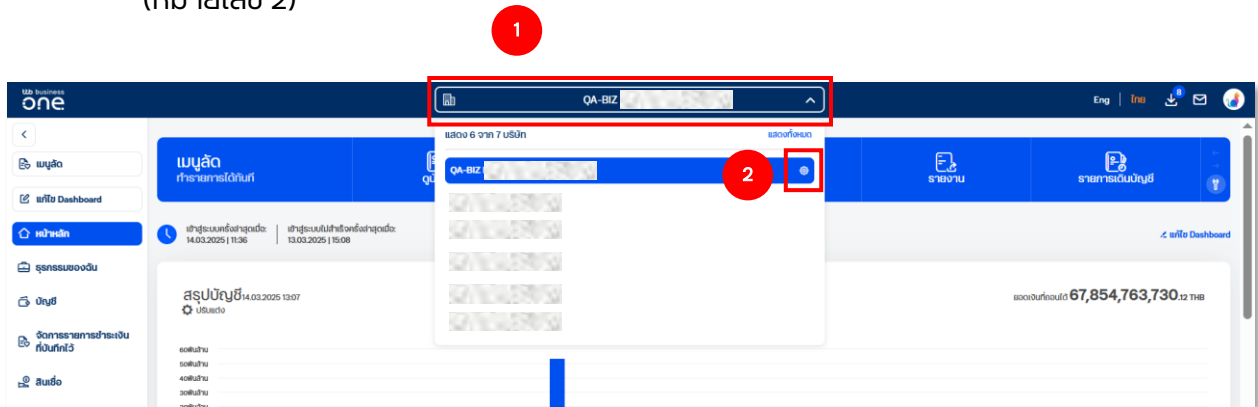 (หมายเลข 2)
1
ttb business
one
QA-BIZ
Eng | ไทย
8
แสดง 6 จาก 7 บริษัท
แสดงทั้งหมด
QA-BIZ
2
เมนูลัด
แก้ไข Dashboard
หน้าหลัก
ธุรกรรมของฉัน
บัญชี
จัดการรายการชำระเงิน
ที่บันทึกไว้
สินเชื่อ
เมนูลัด
ทำรายการได้ทันที
รายงาน
รายการเดินบัญชี
เข้าสู่ระบบครั้งล่าสุดเมื่อ:
14.03.2025 | 11:36
เข้าสู่ระบบไม่สำเร็จครั้งล่าสุดเมื่อ:
13.03.2025 | 15:08
แก้ไข Dashboard
สรุปบัญชี 14.03.2025 13:07
ปรับแต่ง
ยอดเงินที่ถอนได้ 67,854,763,730.12 THB
60พันล้าน
50พันล้าน
40พันล้าน
30พันล้าน